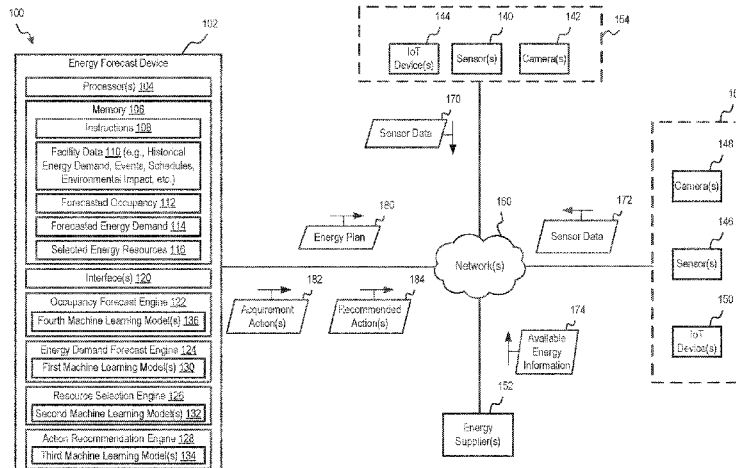 100
102
Energy Forecast Device
Processor(s) 104
Memory 106
Instructions 108
Facility Data 110 (e.g., Historical
Energy Demand, Events, Schedules,
Environmental Impact, etc.)
Forecasted Occupancy
112
Forecasted Energy Demand
114
Selected Energy Resources
116
Interface(s) 120
Occupancy Forecast Engine
122
Fourth Machine Learning Model(s) 136
Energy Demand Forecast Engine 124
First Machine Learning Model(s) 130
Resource Selection Engine 126
Second Machine Learning Model(s) 132
Action Recommendation Engine 128
Third Machine Learning Model(s) 134
144
140
142
154
IoT
Device(s)
Sensor(s)
Camera(s)
170
Sensor Data
180
Energy Plan
160
Network(s)
172
Sensor Data
182
Acquirement
Action(s)
184
Recommended
Action(s)
174
Available
Energy
Information
152
Energy
Supplier(s)
148
Camera(s)
146
Sensor(s)
150
IoT
Device(s)